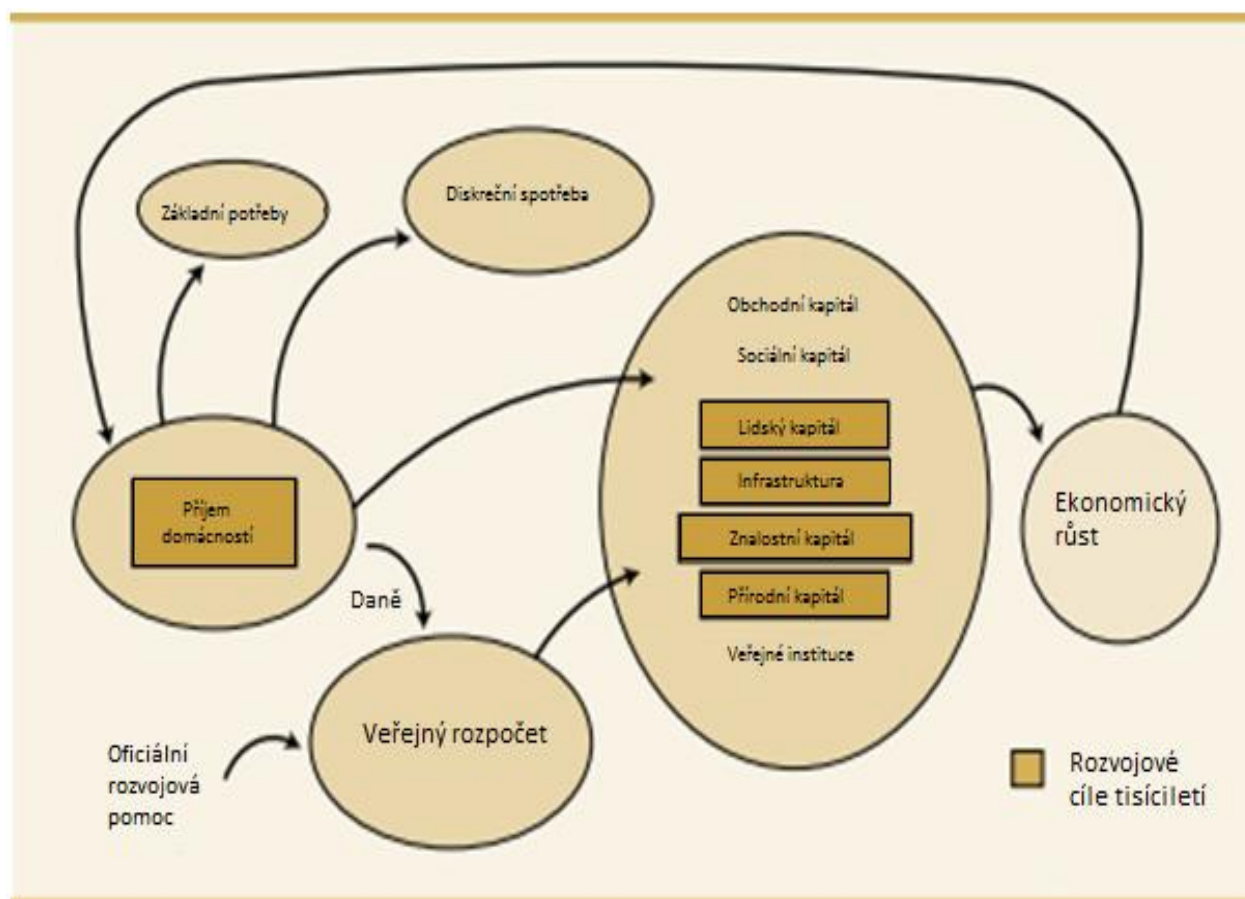 Základní potřeby
Diskreční spotřeba
Obchodní kapitál
Sociální kapitál
Lidský kapitál
Infrastruktura
Znalostní kapitál
Přírodní kapitál
Veřejné instituce
Ekonomický
růst
Příjem
domácností
Daně
Veřejný rozpočet
Oficiální
rozvojová
pomoc
Rozvojové
cíle tisíciletí